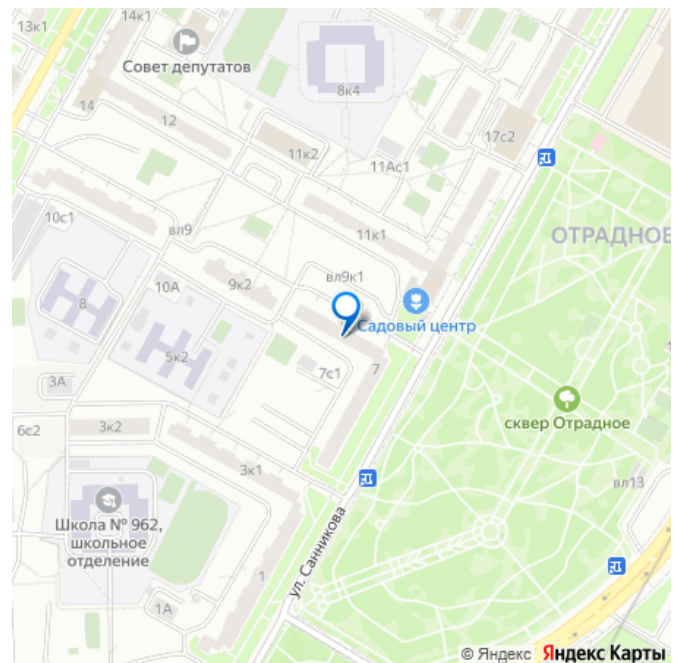 13к1
14к1
Совет депутатов
8к4
14
12
17с2
11к2
11Ас1
10с1
вл9
11к1
ОТРАДНОЕ
вл9к1
10А
9к2
8
Садовый центр
5к2
7с1
7
3А
сквер Отрадное
6с2
3к2
3к1
вл13
Школа № 962,
школьное
отделение
ул. Санникова
1
1А
© Яндекс Яндекс Карты